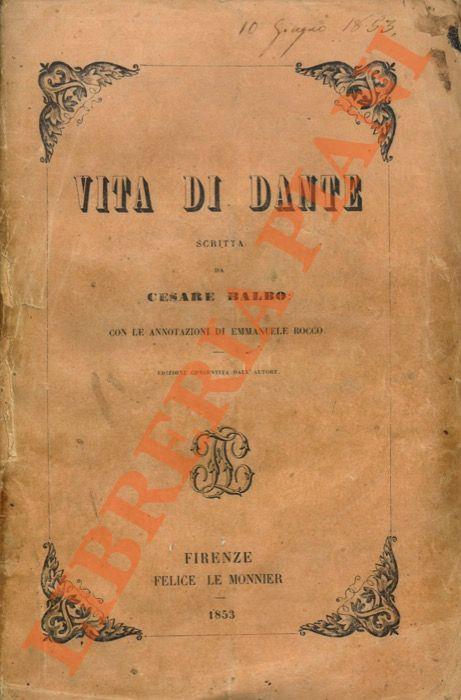 10 Giugno 1853.
VITA DI DANTE
SCRITTA
DA
CESARE BALBO
CON LE ANNOTAZIONI DI EMMANUELE ROCCO
EDIZIONE CONSENTITA DALL' AUTORE.
FIRENZE
FELICE LE MONNIER
1853
LIBRERIA PIANI